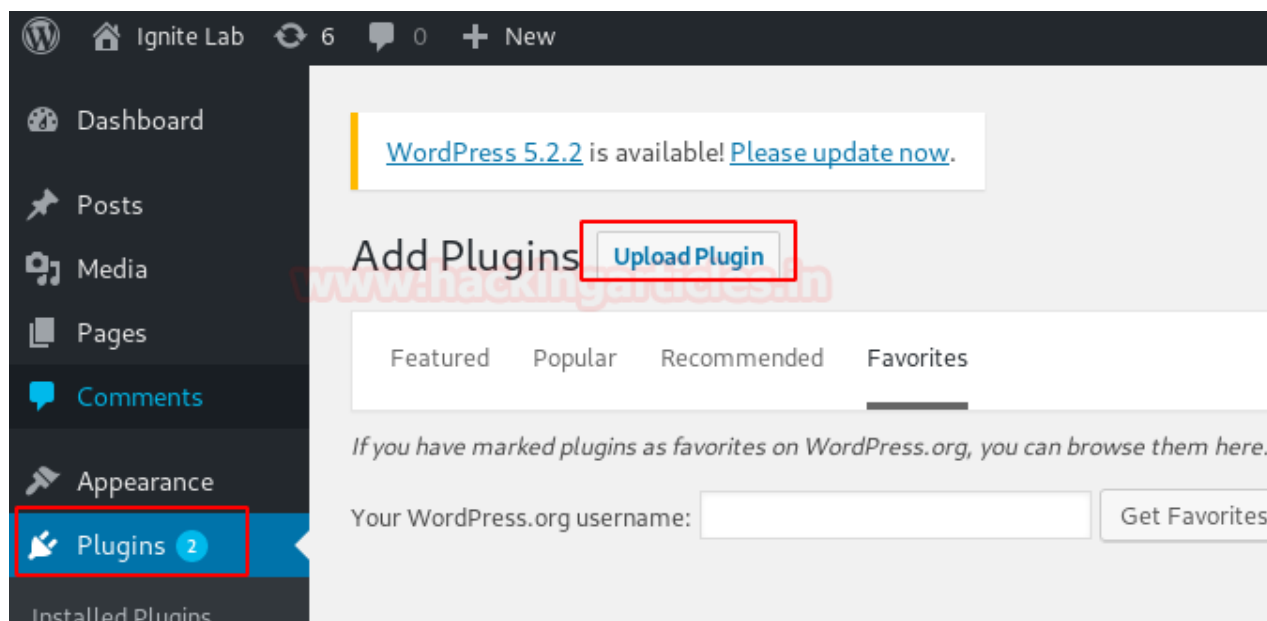 Ignite Lab 6 0 New
Dashboard
WordPress 5.2.2 is available! Please update now.
Posts
Add Plugins Upload Plugin
Media
www.hackingarticles.in
Pages
Featured Popular Recommended Favorites
Comments
If you have marked plugins as favorites on WordPress.org, you can browse them here.
Appearance
Your WordPress.org username: Get Favorites
Plugins 2
Installed Plugins